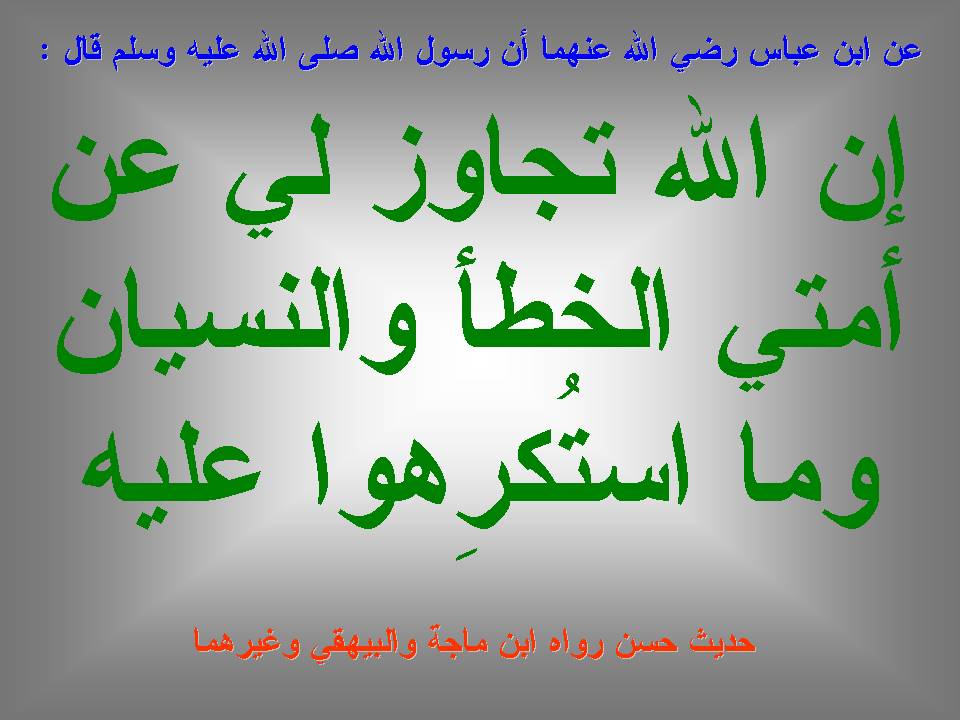 عن ابن عباس رضي الله عنهما أن رسول الله صلى الله عليه وسلم قال :
إن الله تجاوز لي عن
أمتي الخطأ والنسيان
وما استُكرِهوا عليه
حديث حسن رواه ابن ماجة والبيهقي وغيرهما